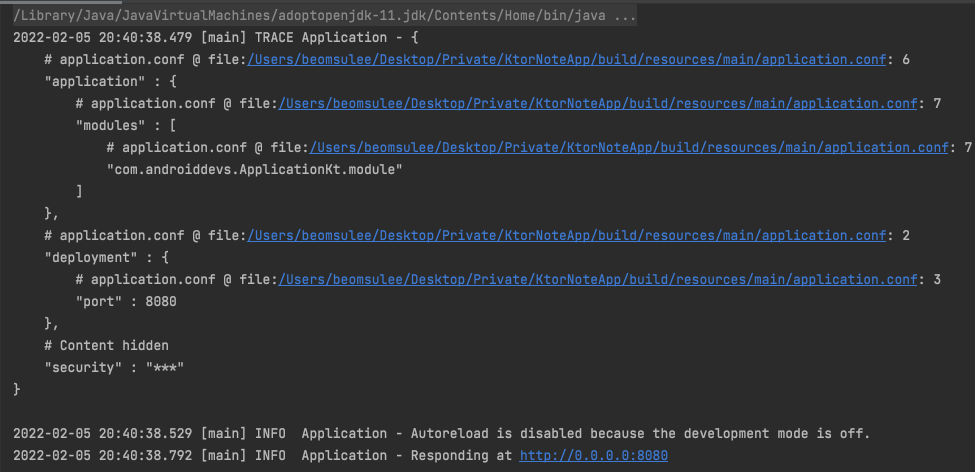 /Library/Java/JavaVirtualMachines/adoptopenjdk-11.jdk/Contents/Home/bin/java ...
2022-02-05 20:40:38.479 [main] TRACE Application - {
    # application.conf @ file:/Users/beomsulee/Desktop/Private/KtorNoteApp/build/resources/main/application.conf: 6
    "application" : {
        # application.conf @ file:/Users/beomsulee/Desktop/Private/KtorNoteApp/build/resources/main/application.conf: 7
        "modules" : [
            # application.conf @ file:/Users/beomsulee/Desktop/Private/KtorNoteApp/build/resources/main/application.conf: 7
            "com.androiddevs.ApplicationKt.module"
        ]
    },
    # application.conf @ file:/Users/beomsulee/Desktop/Private/KtorNoteApp/build/resources/main/application.conf: 2
    "deployment" : {
        # application.conf @ file:/Users/beomsulee/Desktop/Private/KtorNoteApp/build/resources/main/application.conf: 3
        "port" : 8080
    },
    # Content hidden
    "security" : "***"
}
2022-02-05 20:40:38.529 [main] INFO  Application - Autoreload is disabled because the development mode is off.
2022-02-05 20:40:38.792 [main] INFO  Application - Responding at http://0.0.0.0:8080